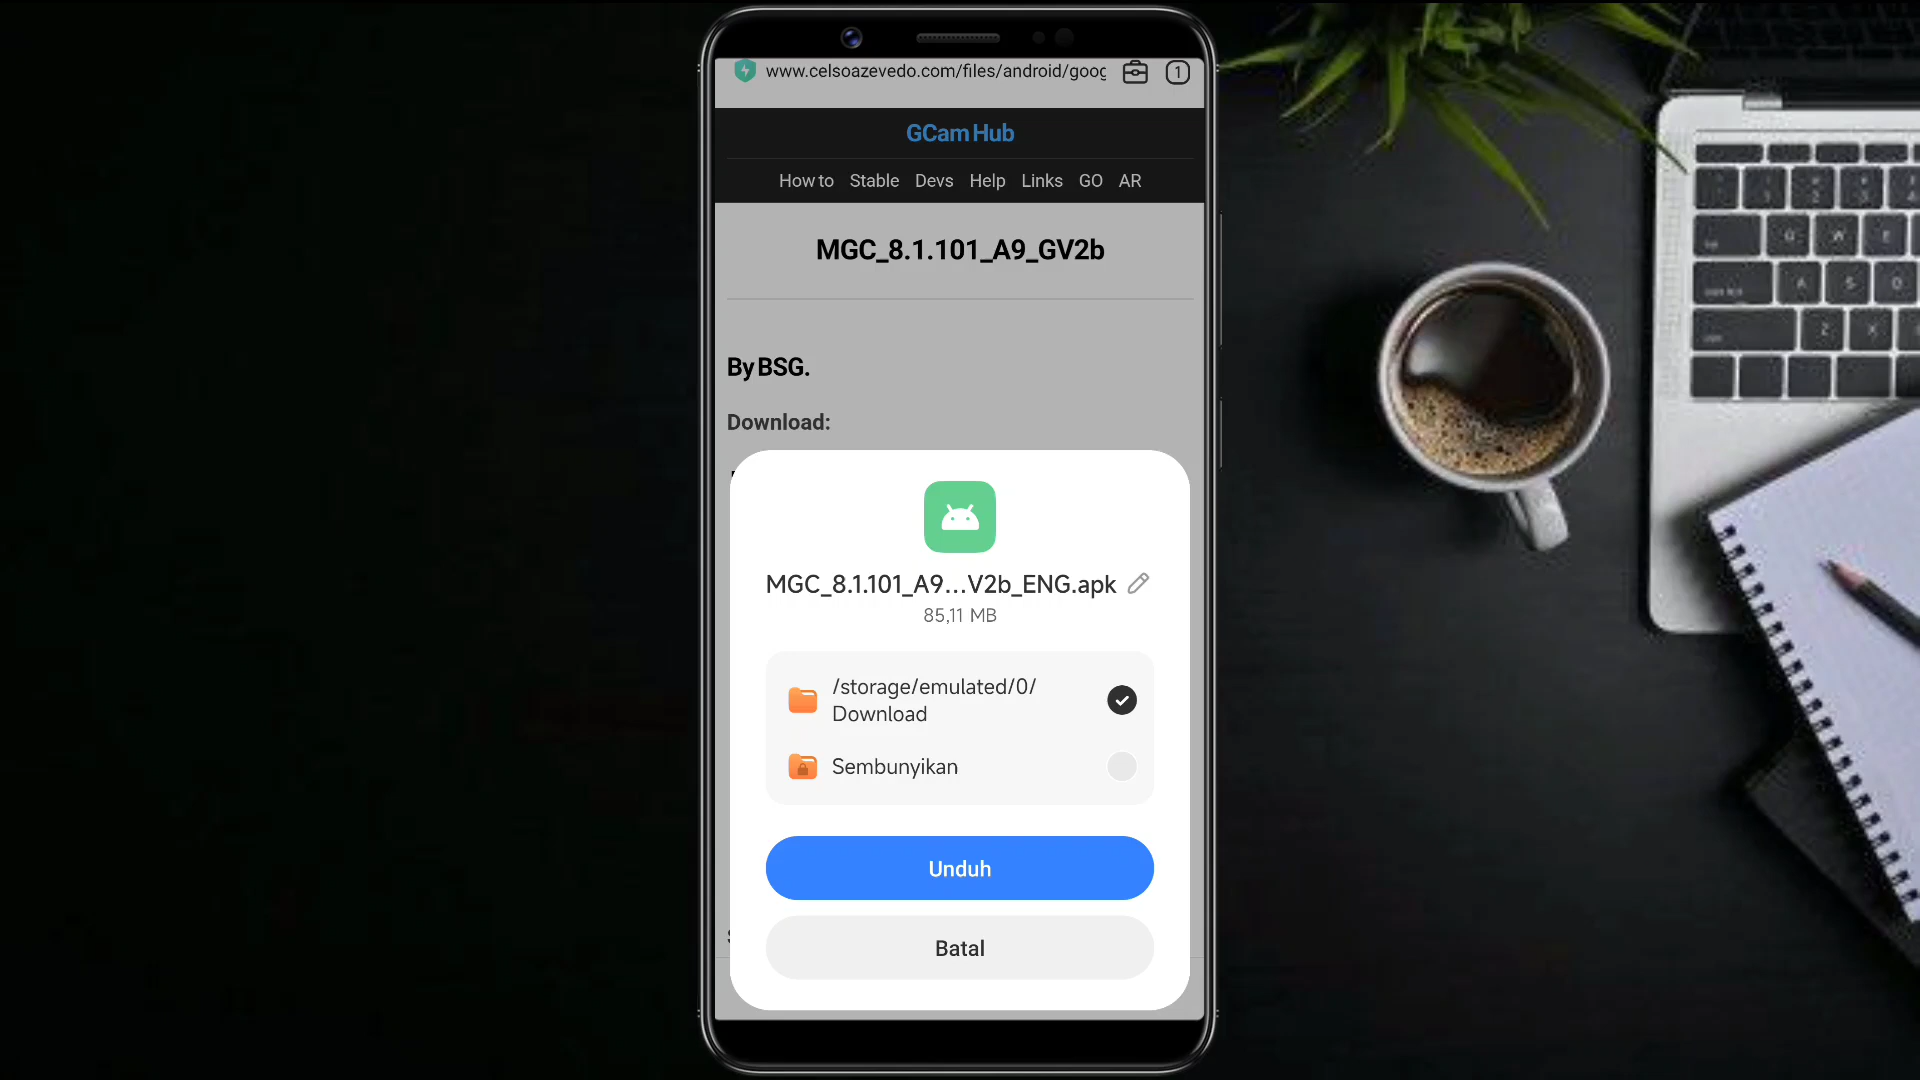 www.celsoazevedo.com/files/android/goog
1
GCam Hub
How to Stable Devs Help Links GO AR
MGC_8.1.101_A9_GV2b
By BSG.
Download:
MGC_8.1.101_A9...V2b_ENG.apk
85,11 MB
/storage/emulated/0/
Download
Sembunyikan
Unduh
Batal